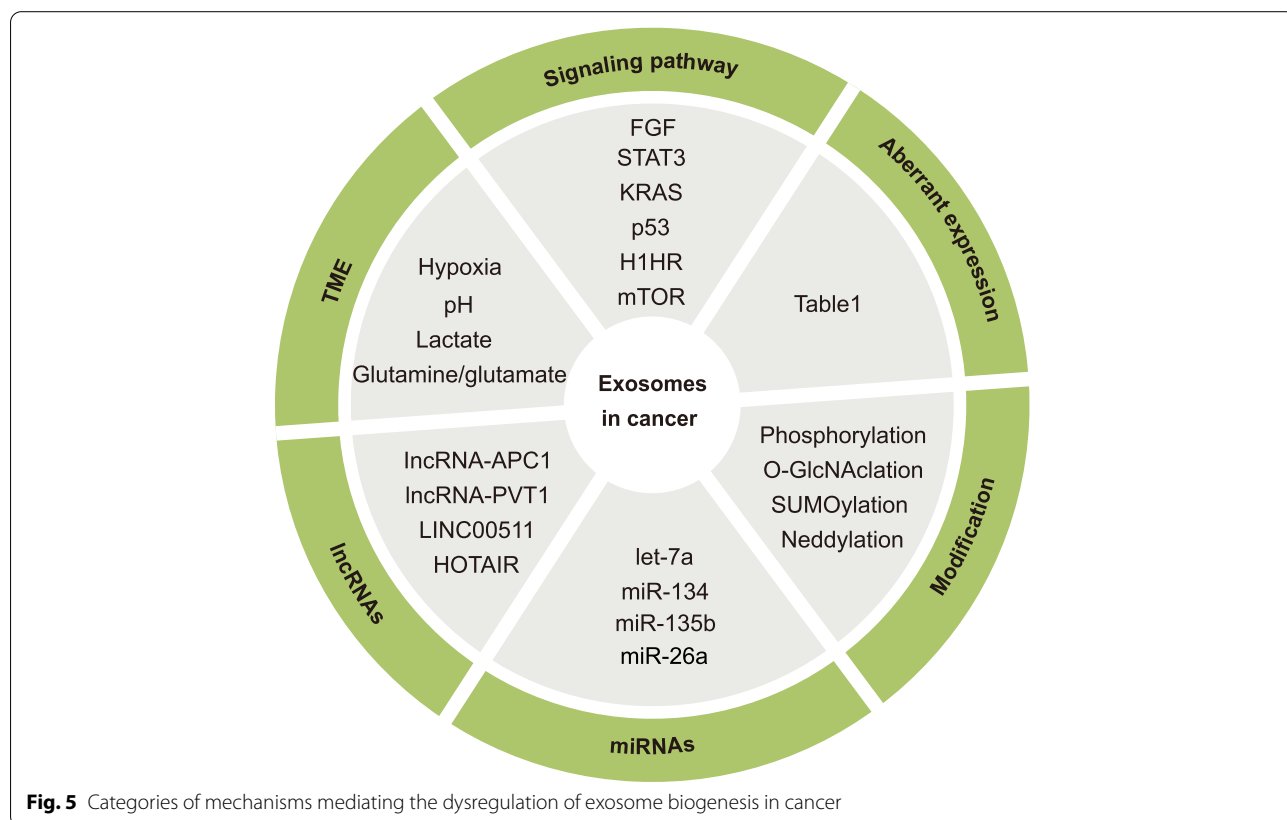 Signaling pathway
FGF
STAT3
KRAS
p53
H1HR
mTOR
Aberrant expression
Table1
Modification
Phosphorylation
O-GlcNAclation
SUMOylation
Neddylation
miRNAs
let-7a
miR-134
miR-135b
miR-26a
lncRNAs
lncRNA-APC1
lncRNA-PVT1
LINC00511
HOTAIR
TME
Hypoxia
pH
Lactate
Glutamine/glutamate
Exosomes
in cancer
Fig. 5 Categories of mechanisms mediating the dysregulation of exosome biogenesis in cancer